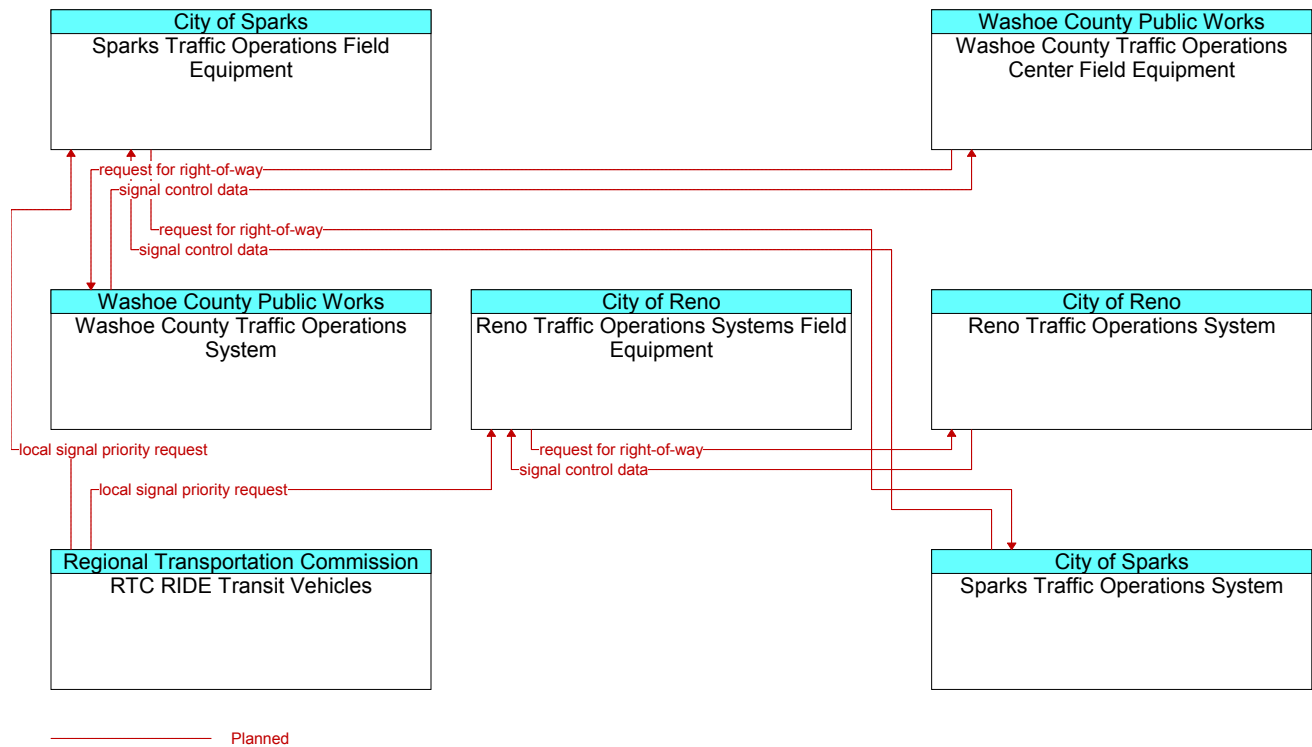 City of Sparks
Sparks Traffic Operations Field
Equipment
Washoe County Public Works
Washoe County Traffic Operations
Center Field Equipment
request for right-of-way
signal control data
request for right-of-way
signal control data
Washoe County Public Works
Washoe County Traffic Operations
System
City of Reno
Reno Traffic Operations Systems Field
Equipment
City of Reno
Reno Traffic Operations System
local signal priority request
request for right-of-way
signal control data
local signal priority request
Regional Transportation Commission
RTC RIDE Transit Vehicles
City of Sparks
Sparks Traffic Operations System
Planned